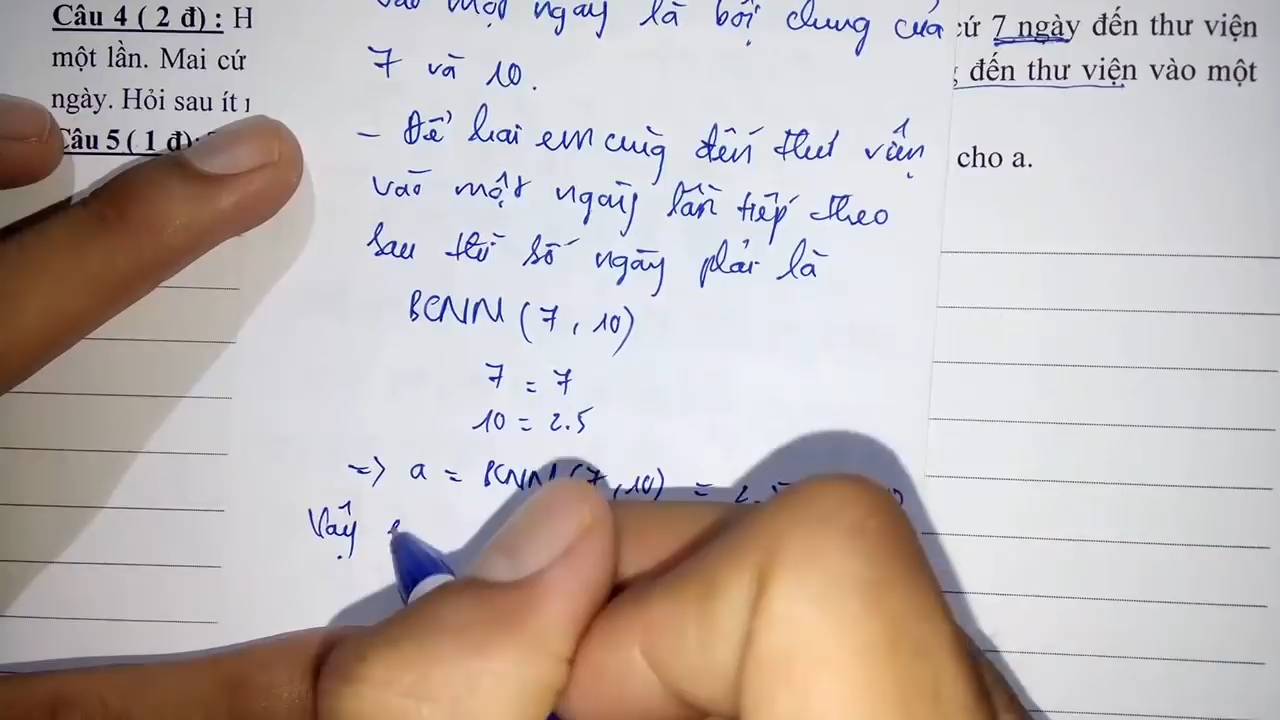 Câu 4 ( 2 đ) : H
một lần. Mai cứ
ngày. Hỏi sau ít
Câu 5 ( 1 đ):
cứ 7 ngày đến thư viện
đến thư viện vào một
cho a.
vào một ngày là bội chung của
7 và 10.
- Để hai em cùng đến thư viện
vào một ngày lần tiếp theo
sau thì số ngày phải là
BCNN (7, 10)
7 = 7
10 = 2.5
=> a = BCNN (7, 10) = 2.5
Vậy